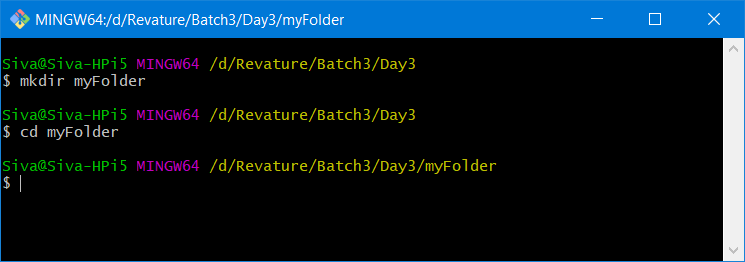 MINGW64:/d/Revature/Batch3/Day3/myFolder
Siva@Siva-HPi5 MINGW64 /d/Revature/Batch3/Day3
$ mkdir myFolder
Siva@Siva-HPi5 MINGW64 /d/Revature/Batch3/Day3
$ cd myFolder
Siva@Siva-HPi5 MINGW64 /d/Revature/Batch3/Day3/myFolder
$